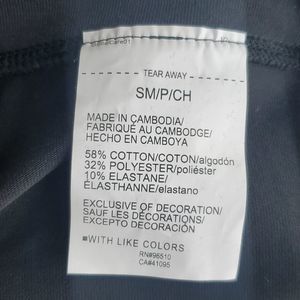 TEAR AWAY
SM/P/CH
MADE IN CAMBODIA/
FABRIQUÉ AU CAMBODGE/
HECHO EN CAMBOYA
58% COTTON/COTON/algodón
32% POLYESTER/poliéster
10% ELASTANE/
ÉLASTHANNE/elastano
EXCLUSIVE OF DECORATION/
SAUF LES DÉCORATIONS/
EXCEPTO DECORACIÓN
■WITH LIKE COLORS
RN#96510
CA#41095